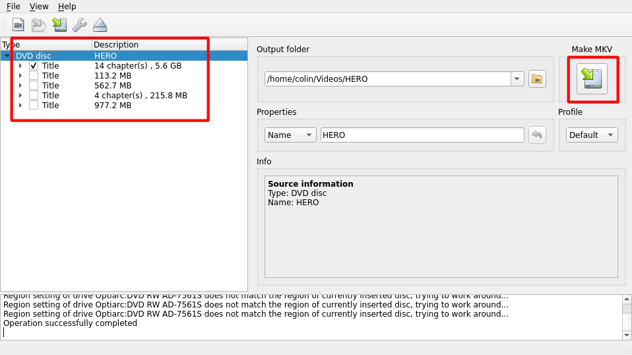 File View Help
Type Description
DVD disc HERO
Title 14 chapter(s) , 5.6 GB
Title 113.2 MB
Title 562.7 MB
Title 4 chapter(s) , 215.8 MB
Title 977.2 MB
Output folder
/home/colin/Videos/HERO
Make MKV
Properties
Name HERO
Profile
Default
Info
Source information
Type: DVD disc
Name: HERO
Region setting of drive Optiarc:DVD RW AD-7561S does not match the region of currently inserted disc, trying to work around...
Region setting of drive Optiarc:DVD RW AD-7561S does not match the region of currently inserted disc, trying to work around...
Region setting of drive Optiarc:DVD RW AD-7561S does not match the region of currently inserted disc, trying to work around...
Operation successfully completed